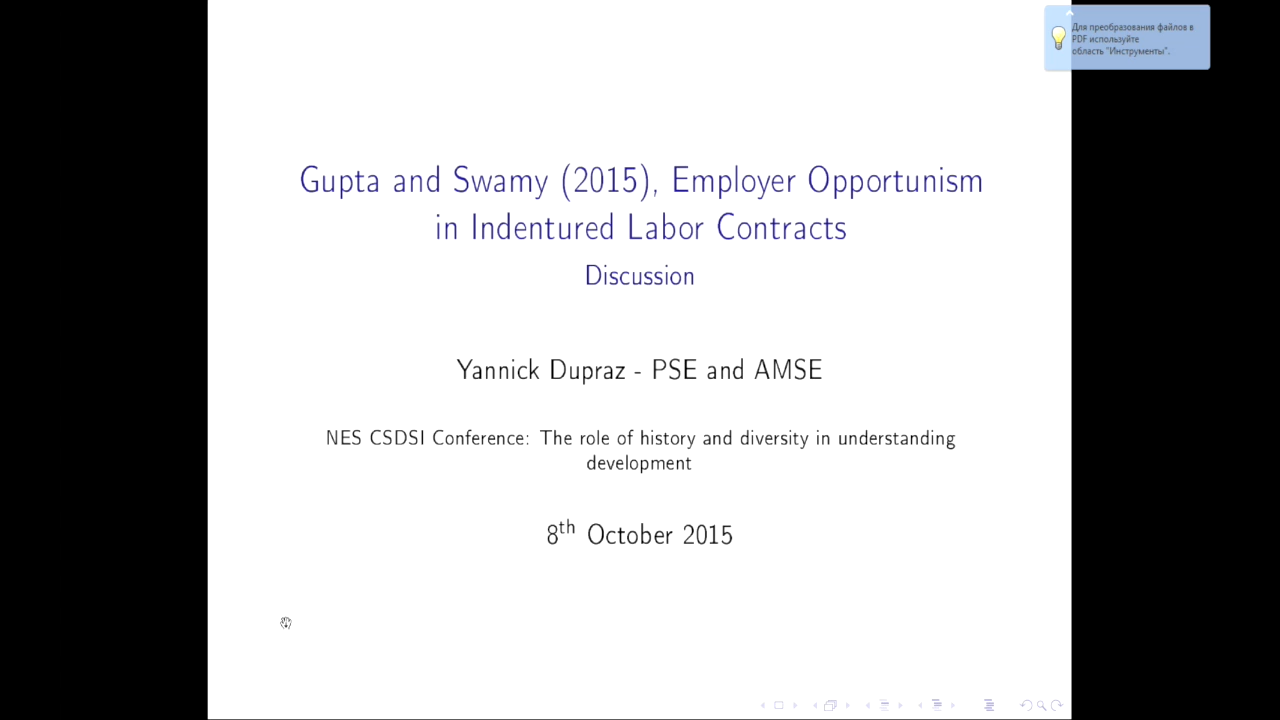 Для преобразования файлов в
PDF используйте
область "Инструменты".
Gupta and Swamy (2015), Employer Opportunism
in Indentured Labor Contracts
Discussion
Yannick Dupraz - PSE and AMSE
NES CSDSI Conference: The role of history and diversity in understanding
development
8th October 2015